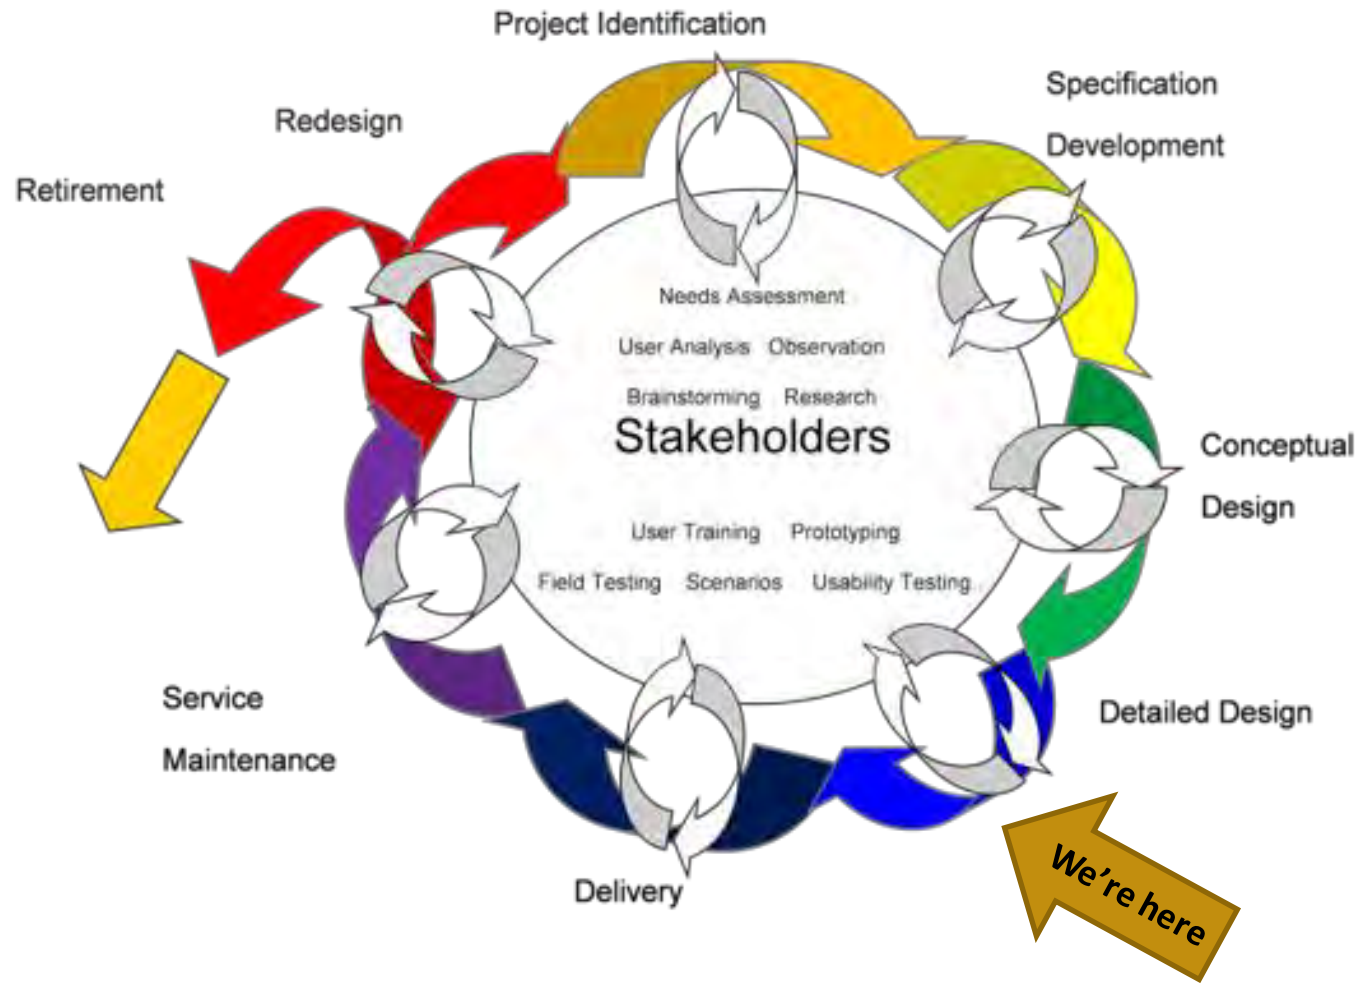 Project Identification
Specification
Development
Redesign
Retirement
Needs Assessment
User Analysis Observation
Brainstorming Research
Stakeholders
Conceptual
Design
User Training Prototyping
Field Testing Scenarios Usability Testing
Service
Maintenance
Detailed Design
Delivery
We're here